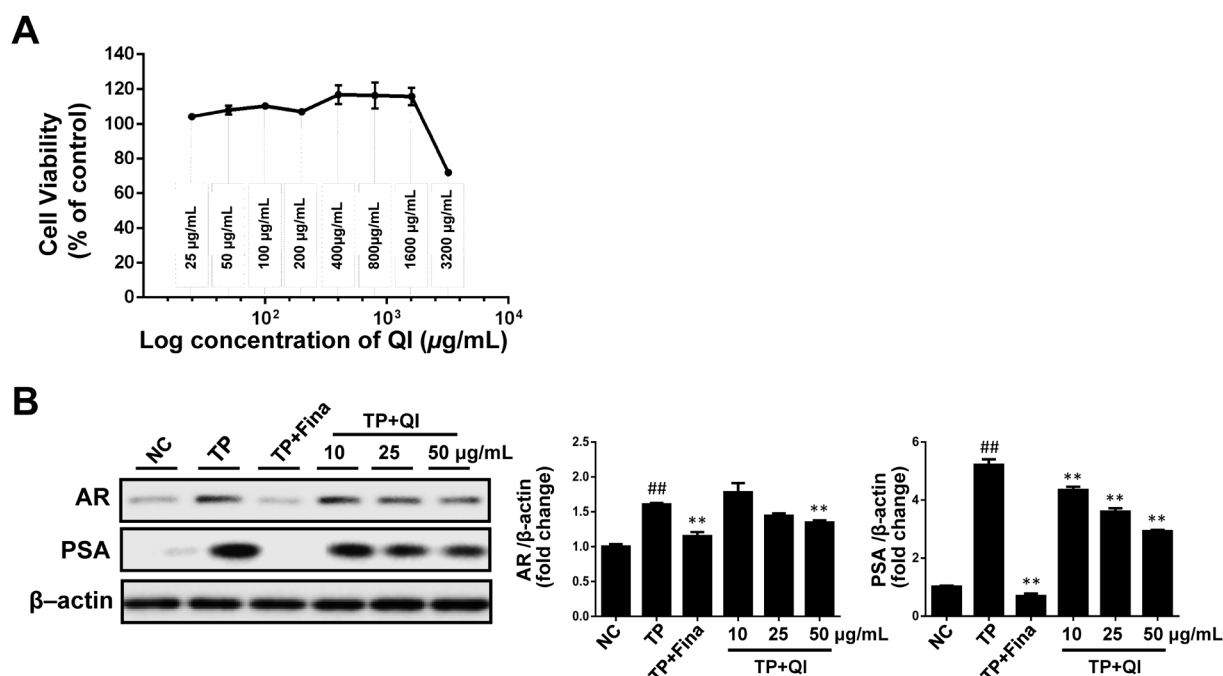 A
140
120
100
80
60
40
20
0
Cell Viability
(% of control)
25 µg/mL
50 µg/mL
100 µg/mL
200 µg/mL
400µg/mL
800µg/mL
1600 µg/mL
3200 µg/mL
10² 10³ 10⁴
Log concentration of QI (µg/mL)
B
NC TP TP+Fina TP+QI
10 25 50 µg/mL
AR
PSA
β–actin
AR /β-actin
(fold change)
2.5
2.0
1.5
1.0
0.5
0.0
##
**
**
NC TP TP+Fina 10 25 50 µg/mL
TP+QI
PSA /β-actin
(fold change)
6
4
2
0
##
**
**
**
**
NC TP TP+Fina 10 25 50 µg/mL
TP+QI